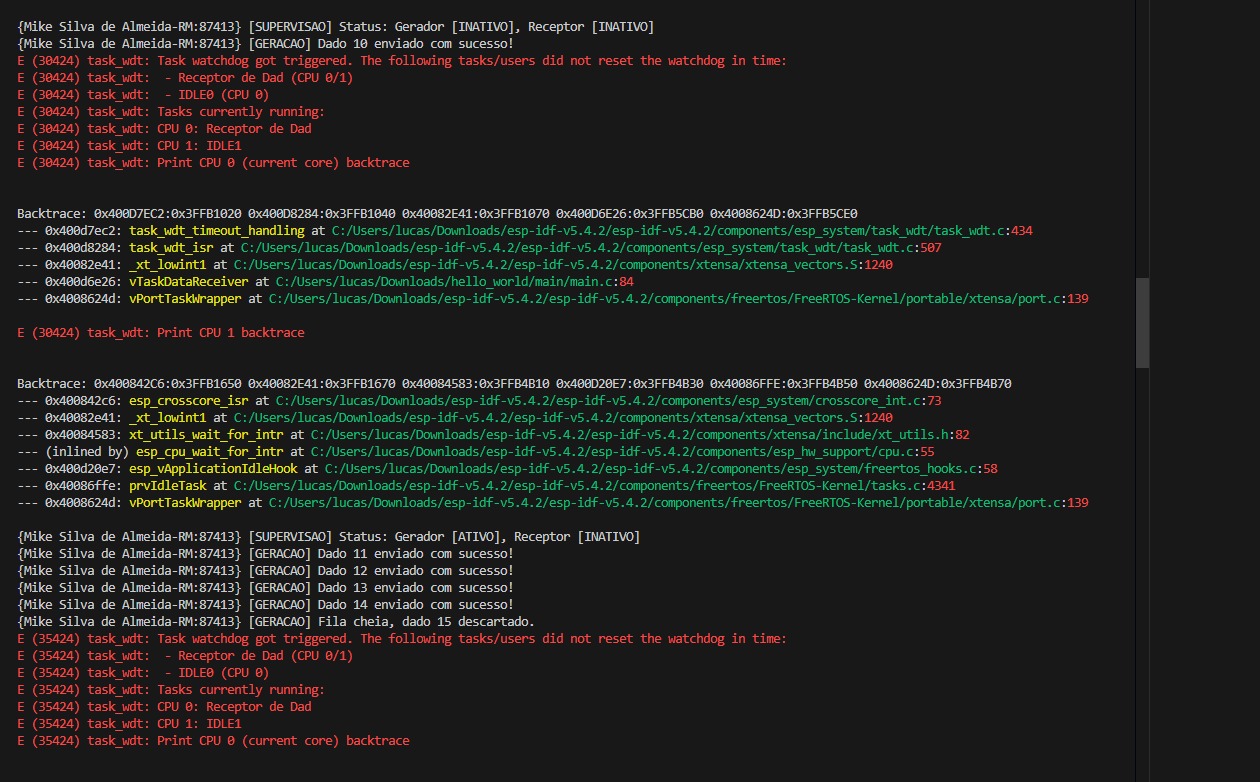 {Mike Silva de Almeida-RM:87413} [SUPERVISAO] Status: Gerador [INATIVO], Receptor [INATIVO]
{Mike Silva de Almeida-RM:87413} [GERACAO] Dado 10 enviado com sucesso!
E (30424) task_wdt: Task watchdog got triggered. The following tasks/users did not reset the watchdog in time:
E (30424) task_wdt:  - Receptor de Dad (CPU 0/1)
E (30424) task_wdt:  - IDLE0 (CPU 0)
E (30424) task_wdt: Tasks currently running:
E (30424) task_wdt: CPU 0: Receptor de Dad
E (30424) task_wdt: CPU 1: IDLE1
E (30424) task_wdt: Print CPU 0 (current core) backtrace
Backtrace: 0x400D7EC2:0x3FFB1020 0x400D8284:0x3FFB1040 0x40082E41:0x3FFB1070 0x400D6E26:0x3FFB5CB0 0x4008624D:0x3FFB5CE0
--- 0x400d7ec2: task_wdt_timeout_handling at C:/Users/lucas/Downloads/esp-idf-v5.4.2/esp-idf-v5.4.2/components/esp_system/task_wdt/task_wdt.c:434
--- 0x400d8284: task_wdt_isr at C:/Users/lucas/Downloads/esp-idf-v5.4.2/esp-idf-v5.4.2/components/esp_system/task_wdt/task_wdt.c:507
--- 0x40082e41: _xt_lowint1 at C:/Users/lucas/Downloads/esp-idf-v5.4.2/esp-idf-v5.4.2/components/xtensa/xtensa_vectors.S:1240
--- 0x400d6e26: vTaskDataReceiver at C:/Users/lucas/Downloads/hello_world/main/main.c:84
--- 0x4008624d: vPortTaskWrapper at C:/Users/lucas/Downloads/esp-idf-v5.4.2/esp-idf-v5.4.2/components/freertos/FreeRTOS-Kernel/portable/xtensa/port.c:139
E (30424) task_wdt: Print CPU 1 backtrace
Backtrace: 0x400842C6:0x3FFB1650 0x40082E41:0x3FFB1670 0x40084583:0x3FFB4B10 0x400D20E7:0x3FFB4B30 0x40086FFE:0x3FFB4B50 0x4008624D:0x3FFB4B70
--- 0x400842c6: esp_crosscore_isr at C:/Users/lucas/Downloads/esp-idf-v5.4.2/esp-idf-v5.4.2/components/esp_system/crosscore_int.c:73
--- 0x40082e41: _xt_lowint1 at C:/Users/lucas/Downloads/esp-idf-v5.4.2/esp-idf-v5.4.2/components/xtensa/xtensa_vectors.S:1240
--- 0x40084583: xt_utils_wait_for_intr at C:/Users/lucas/Downloads/esp-idf-v5.4.2/esp-idf-v5.4.2/components/xtensa/include/xt_utils.h:82
--- (inlined by) esp_cpu_wait_for_intr at C:/Users/lucas/Downloads/esp-idf-v5.4.2/esp-idf-v5.4.2/components/esp_hw_support/cpu.c:55
--- 0x400d20e7: esp_vApplicationIdleHook at C:/Users/lucas/Downloads/esp-idf-v5.4.2/esp-idf-v5.4.2/components/esp_system/freertos_hooks.c:58
--- 0x40086ffe: prvIdleTask at C:/Users/lucas/Downloads/esp-idf-v5.4.2/esp-idf-v5.4.2/components/freertos/FreeRTOS-Kernel/tasks.c:4341
--- 0x4008624d: vPortTaskWrapper at C:/Users/lucas/Downloads/esp-idf-v5.4.2/esp-idf-v5.4.2/components/freertos/FreeRTOS-Kernel/portable/xtensa/port.c:139
{Mike Silva de Almeida-RM:87413} [SUPERVISAO] Status: Gerador [ATIVO], Receptor [INATIVO]
{Mike Silva de Almeida-RM:87413} [GERACAO] Dado 11 enviado com sucesso!
{Mike Silva de Almeida-RM:87413} [GERACAO] Dado 12 enviado com sucesso!
{Mike Silva de Almeida-RM:87413} [GERACAO] Dado 13 enviado com sucesso!
{Mike Silva de Almeida-RM:87413} [GERACAO] Dado 14 enviado com sucesso!
{Mike Silva de Almeida-RM:87413} [GERACAO] Fila cheia, dado 15 descartado.
E (35424) task_wdt: Task watchdog got triggered. The following tasks/users did not reset the watchdog in time:
E (35424) task_wdt:  - Receptor de Dad (CPU 0/1)
E (35424) task_wdt:  - IDLE0 (CPU 0)
E (35424) task_wdt: Tasks currently running:
E (35424) task_wdt: CPU 0: Receptor de Dad
E (35424) task_wdt: CPU 1: IDLE1
E (35424) task_wdt: Print CPU 0 (current core) backtrace